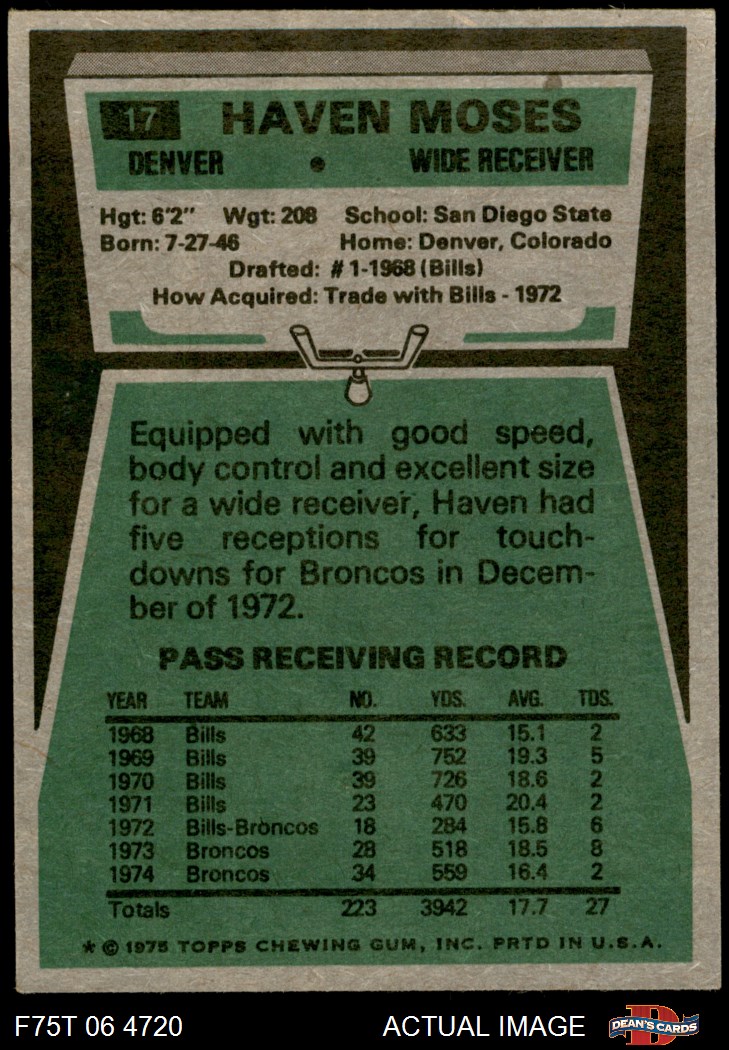 17 HAVEN MOSES
DENVER • WIDE RECEIVER
Hgt: 6'2" Wgt: 208 School: San Diego State
Born: 7-27-46 Home: Denver, Colorado
Drafted: #1-1968 (Bills)
How Acquired: Trade with Bills - 1972
Equipped with good speed,
body control and excellent size
for a wide receiver, Haven had
five receptions for touch-
downs for Broncos in Decem-
ber of 1972.
PASS RECEIVING RECORD
YEAR TEAM NO. YDS. AVG. TDS.
1968 Bills 42 633 15.1 2
1969 Bills 39 752 19.3 5
1970 Bills 39 726 18.6 2
1971 Bills 23 470 20.4 2
1972 Bills-Broncos 18 284 15.8 6
1973 Broncos 28 518 18.5 8
1974 Broncos 34 559 16.4 2
Totals 223 3942 17.7 27
* © 1975 TOPPS CHEWING GUM, INC. PRTD IN U.S.A.
F75T 06 4720 ACTUAL IMAGE D DEAN'S CARDS